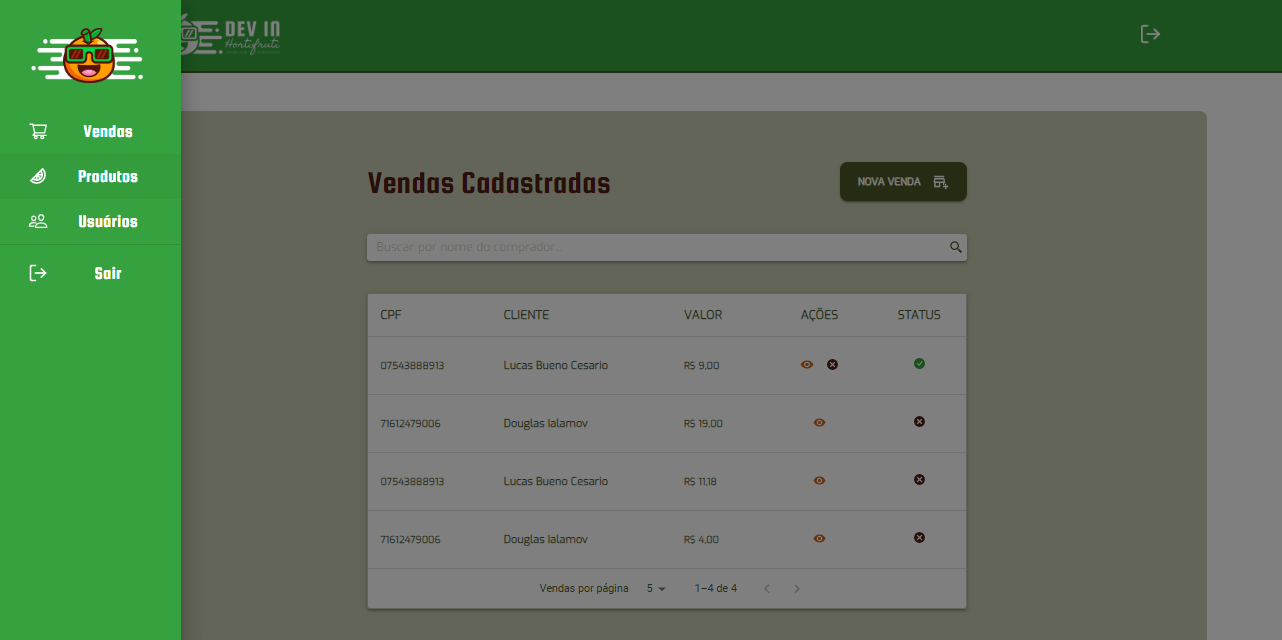 DEV IN
Hortifruti
Vendas
Produtos
Usuários
Sair
Vendas Cadastradas
NOVA VENDA
Buscar por nome do comprador...
CPF CLIENTE VALOR AÇÕES STATUS
07543888913 Lucas Bueno Cesario R$ 9,00
71612479006 Douglas Ialamov R$ 19,00
07543888913 Lucas Bueno Cesario R$ 11,18
71612479006 Douglas Ialamov R$ 4,00
Vendas por página 5 1–4 de 4